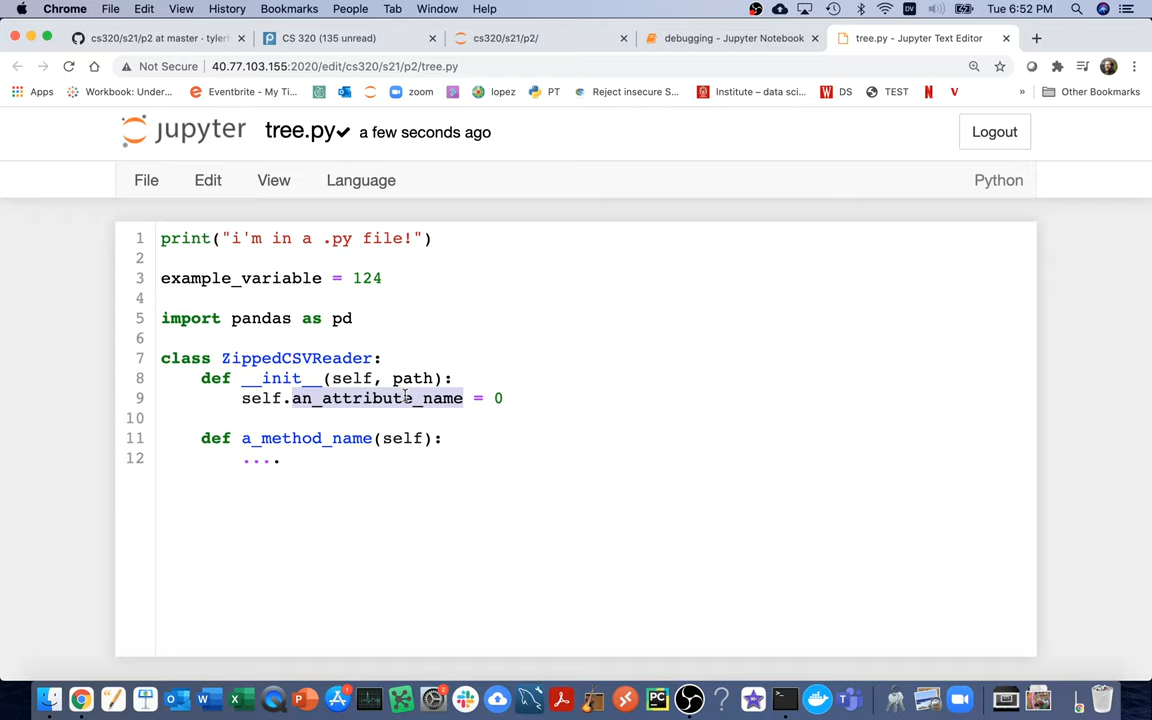 Chrome File Edit View History Bookmarks People Tab Window Help Tue 6:52 PM
cs320/s21/p2 at master · tylerh
CS 320 (135 unread)
cs320/s21/p2/
debugging - Jupyter Notebook
tree.py - Jupyter Text Editor
Not Secure 40.77.103.155:2020/edit/cs320/s21/p2/tree.py
Apps Workbook: Under... Eventbrite - My Ti... zoom lopez PT Reject insecure S... Institute – data sci... DS TEST » Other Bookmarks
jupyter tree.py✔ a few seconds ago Logout
File Edit View Language Python
1 print("i'm in a .py file!")
2
3 example_variable = 124
4
5 import pandas as pd
6
7 class ZippedCSVReader:
8 def __init__(self, path):
9 self.an_attribute_name = 0
10
11 def a_method_name(self):
12 ....